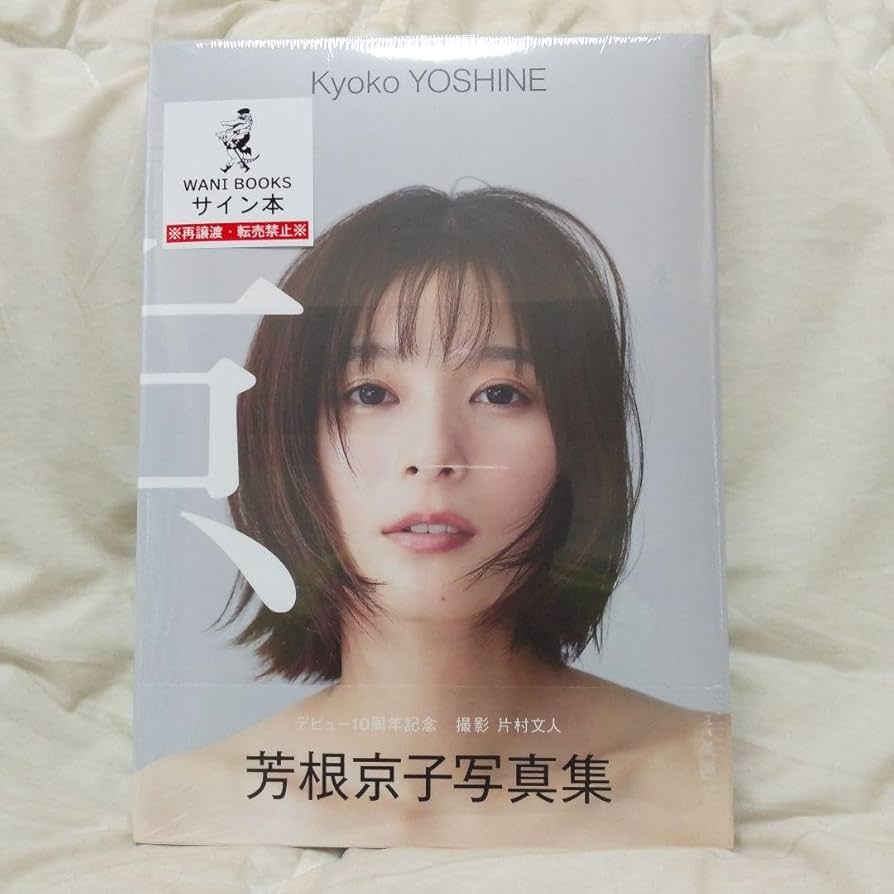 Kyoko YOSHINE
WANI BOOKS
サイン本
※再譲渡・転売禁止※
京
デビュー10周年記念　撮影 片村文人
芳根京子写真集